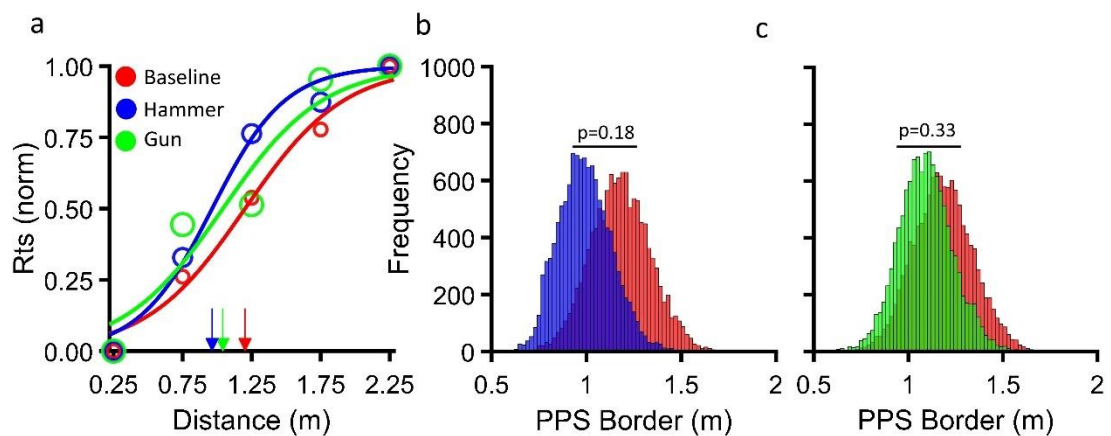 a
1.00
0.75
0.50
0.25
0.00
Rts (norm)
Baseline
Hammer
Gun
0.25 0.75 1.25 1.75 2.25
Distance (m)
b
1000
800
600
400
200
0
Frequency
p=0.18
0.5 1 1.5 2
PPS Border (m)
c
p=0.33
0.5 1 1.5 2
PPS Border (m)